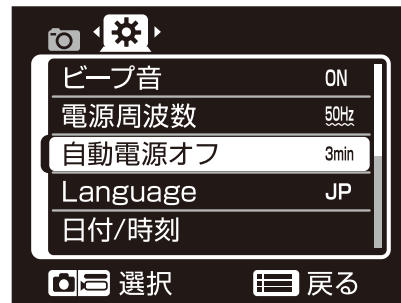 ビープ音 ON
電源周波数 50Hz
自動電源オフ 3min
Language JP
日付/時刻
選択 戻る